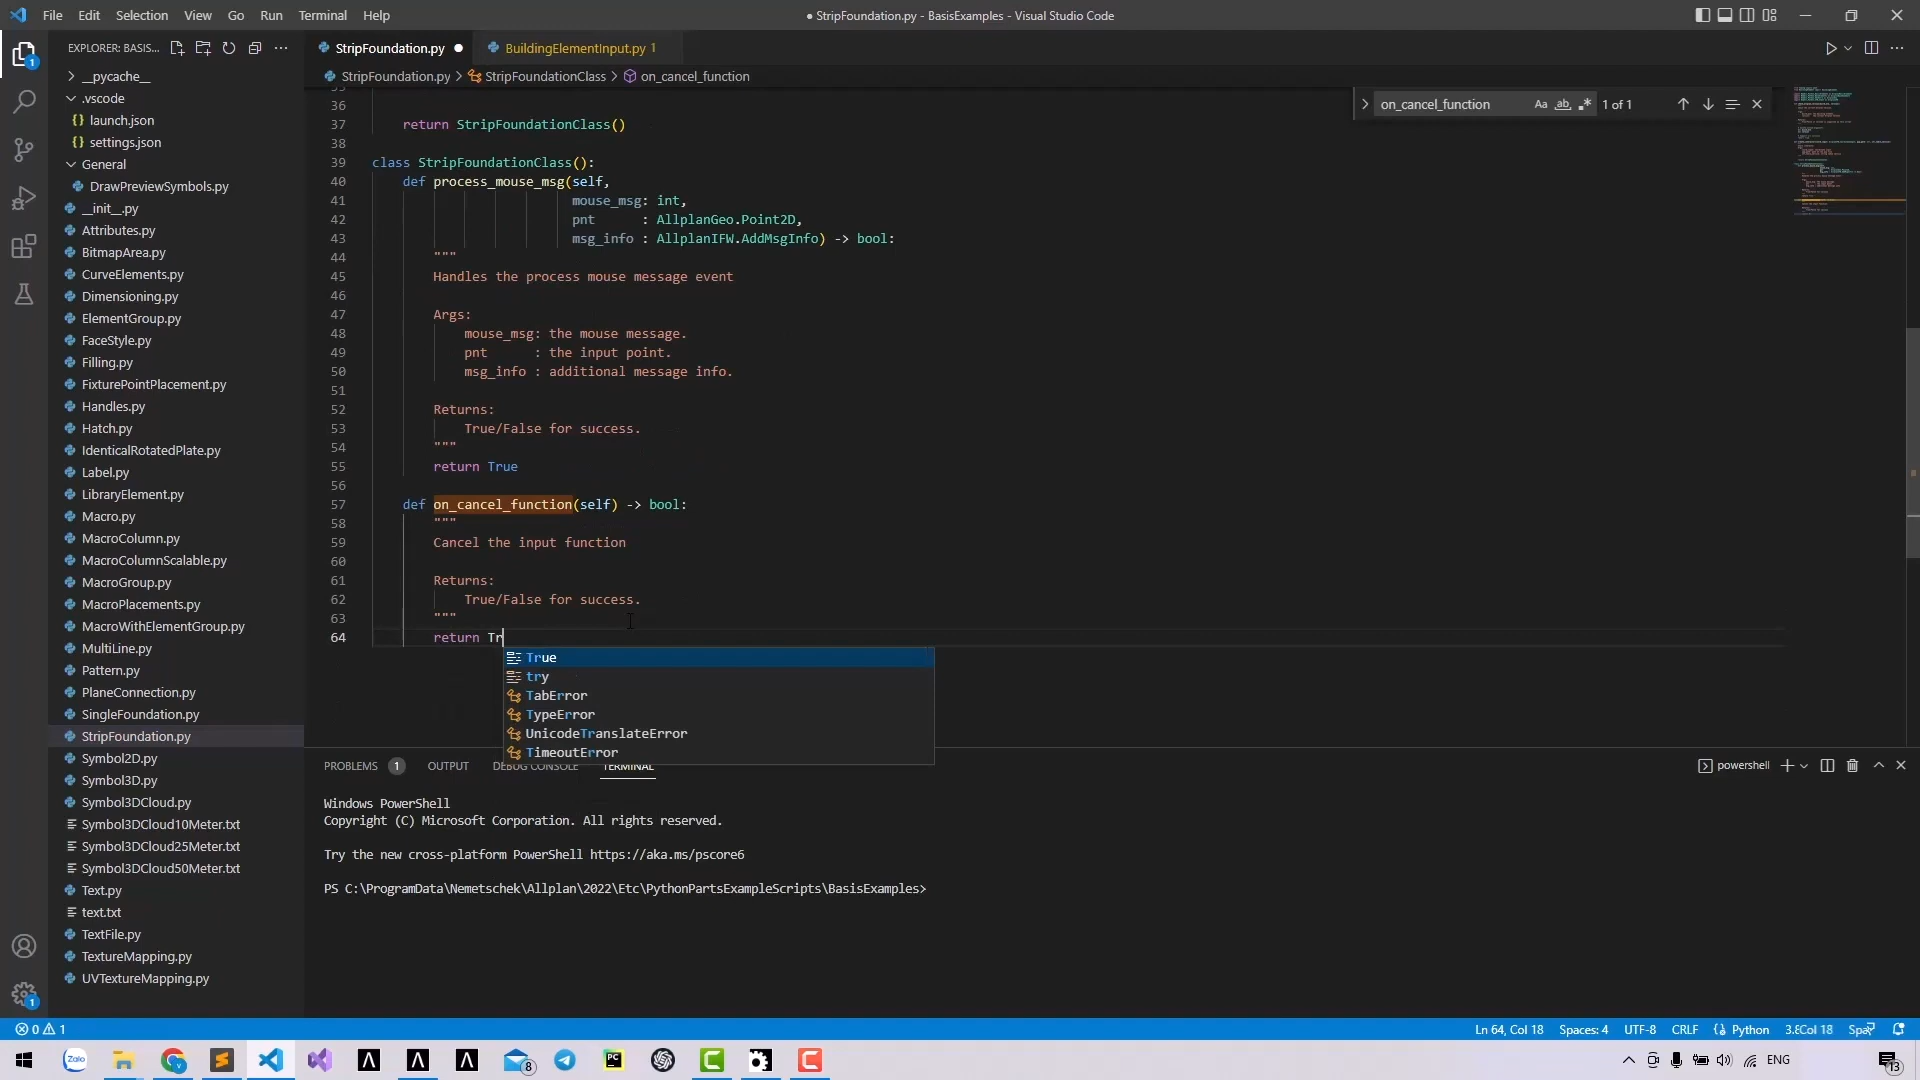 File Edit Selection View Go Run Terminal Help
● StripFoundation.py - BasisExamples - Visual Studio Code
EXPLORER: BASIS...
StripFoundation.py
BuildingElementInput.py 1
StripFoundation.py > StripFoundationClass > on_cancel_function
on_cancel_function Aa ab 1 of 1
__pycache__
.vscode
launch.json
settings.json
General
DrawPreviewSymbols.py
__init__.py
Attributes.py
BitmapArea.py
CurveElements.py
Dimensioning.py
ElementGroup.py
FaceStyle.py
Filling.py
FixturePointPlacement.py
Handles.py
Hatch.py
IdenticalRotatedPlate.py
Label.py
LibraryElement.py
Macro.py
MacroColumn.py
MacroColumnScalable.py
MacroGroup.py
MacroPlacements.py
MacroWithElementGroup.py
MultiLine.py
Pattern.py
PlaneConnection.py
SingleFoundation.py
StripFoundation.py
Symbol2D.py
Symbol3D.py
Symbol3DCloud.py
Symbol3DCloud10Meter.txt
Symbol3DCloud25Meter.txt
Symbol3DCloud50Meter.txt
Text.py
text.txt
TextFile.py
TextureMapping.py
UVTextureMapping.py
36
37 return StripFoundationClass()
38
39 class StripFoundationClass():
40 def process_mouse_msg(self,
41 mouse_msg: int,
42 pnt : AllplanGeo.Point2D,
43 msg_info : AllplanIFW.AddMsgInfo) -> bool:
44 """
45 Handles the process mouse message event
46
47 Args:
48 mouse_msg: the mouse message.
49 pnt : the input point.
50 msg_info : additional message info.
51
52 Returns:
53 True/False for success.
54 """
55 return True
56
57 def on_cancel_function(self) -> bool:
58 """
59 Cancel the input function
60
61 Returns:
62 True/False for success.
63 """
64 return Tr
True
try
TabError
TypeError
UnicodeTranslateError
TimeoutError
PROBLEMS 1 OUTPUT DEBUG CONSOLE TERMINAL
powershell
Windows PowerShell
Copyright (C) Microsoft Corporation. All rights reserved.
Try the new cross-platform PowerShell https://aka.ms/pscore6
PS C:\ProgramData\Nemetschek\Allplan\2022\Etc\PythonPartsExampleScripts\BasisExamples>
0 1
Ln 64, Col 18 Spaces: 4 UTF-8 CRLF Python
Zalo
PC
8
ENG
13